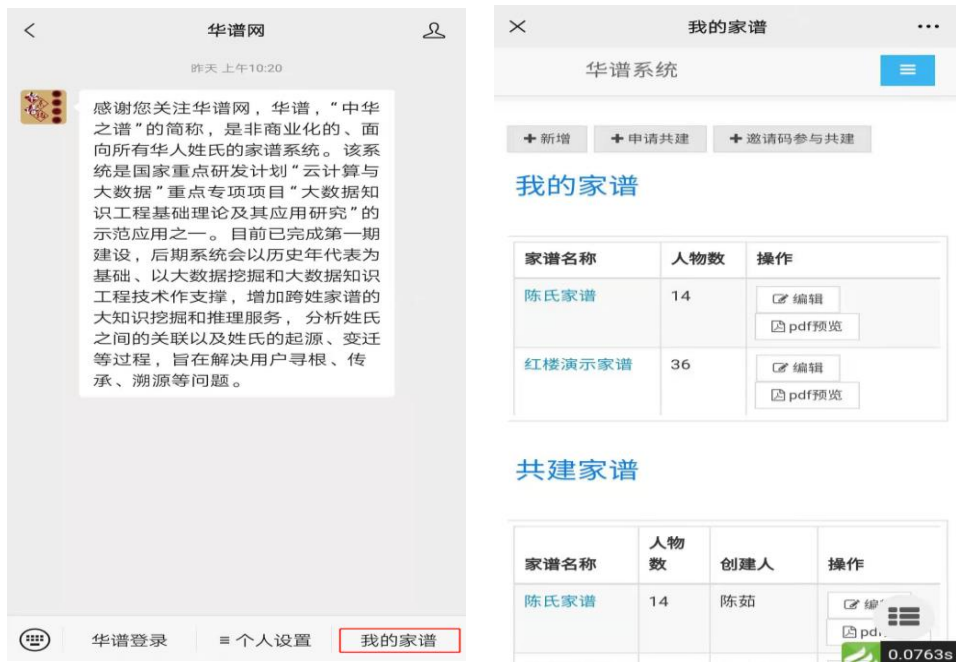 华谱网
昨天 上午10:20
感谢您关注华谱网，华谱，“中华
之谱”的简称，是非商业化的、面
向所有华人姓氏的家谱系统。该系
统是国家重点研发计划“云计算与
大数据”重点专项项目“大数据知
识工程基础理论及其应用研究”的
示范应用之一。目前已完成第一期
建设，后期系统会以历史年代表为
基础、以大数据挖掘和大数据知识
工程技术作支撑，增加跨姓家谱的
大知识挖掘和推理服务，分析姓氏
之间的关联以及姓氏的起源、变迁
等过程，旨在解决用户寻根、传
承、溯源等问题。
华谱登录
≡个人设置
我的家谱
我的家谱
华谱系统
+新增 +申请共建 +邀请码参与共建
我的家谱
家谱名称 人物数 操作
陈氏家谱 14 编辑
pdf预览
红楼演示家谱 36 编辑
pdf预览
共建家谱
家谱名称 人物数 创建人 操作
陈氏家谱 14 陈茹
0.0763s